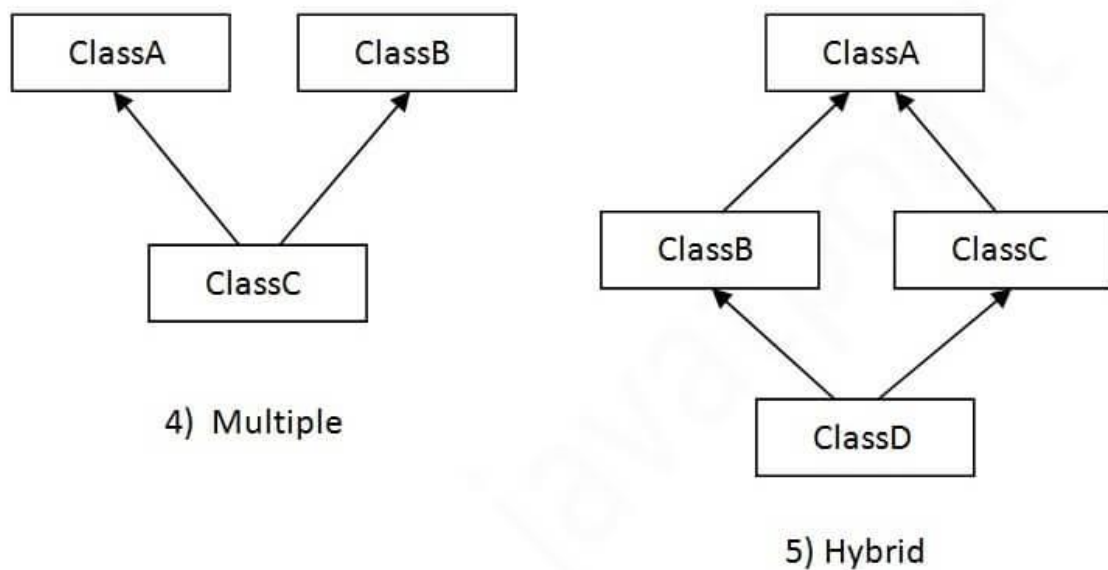 ClassA
ClassB
ClassC
4) Multiple
ClassA
ClassB
ClassC
ClassD
5) Hybrid